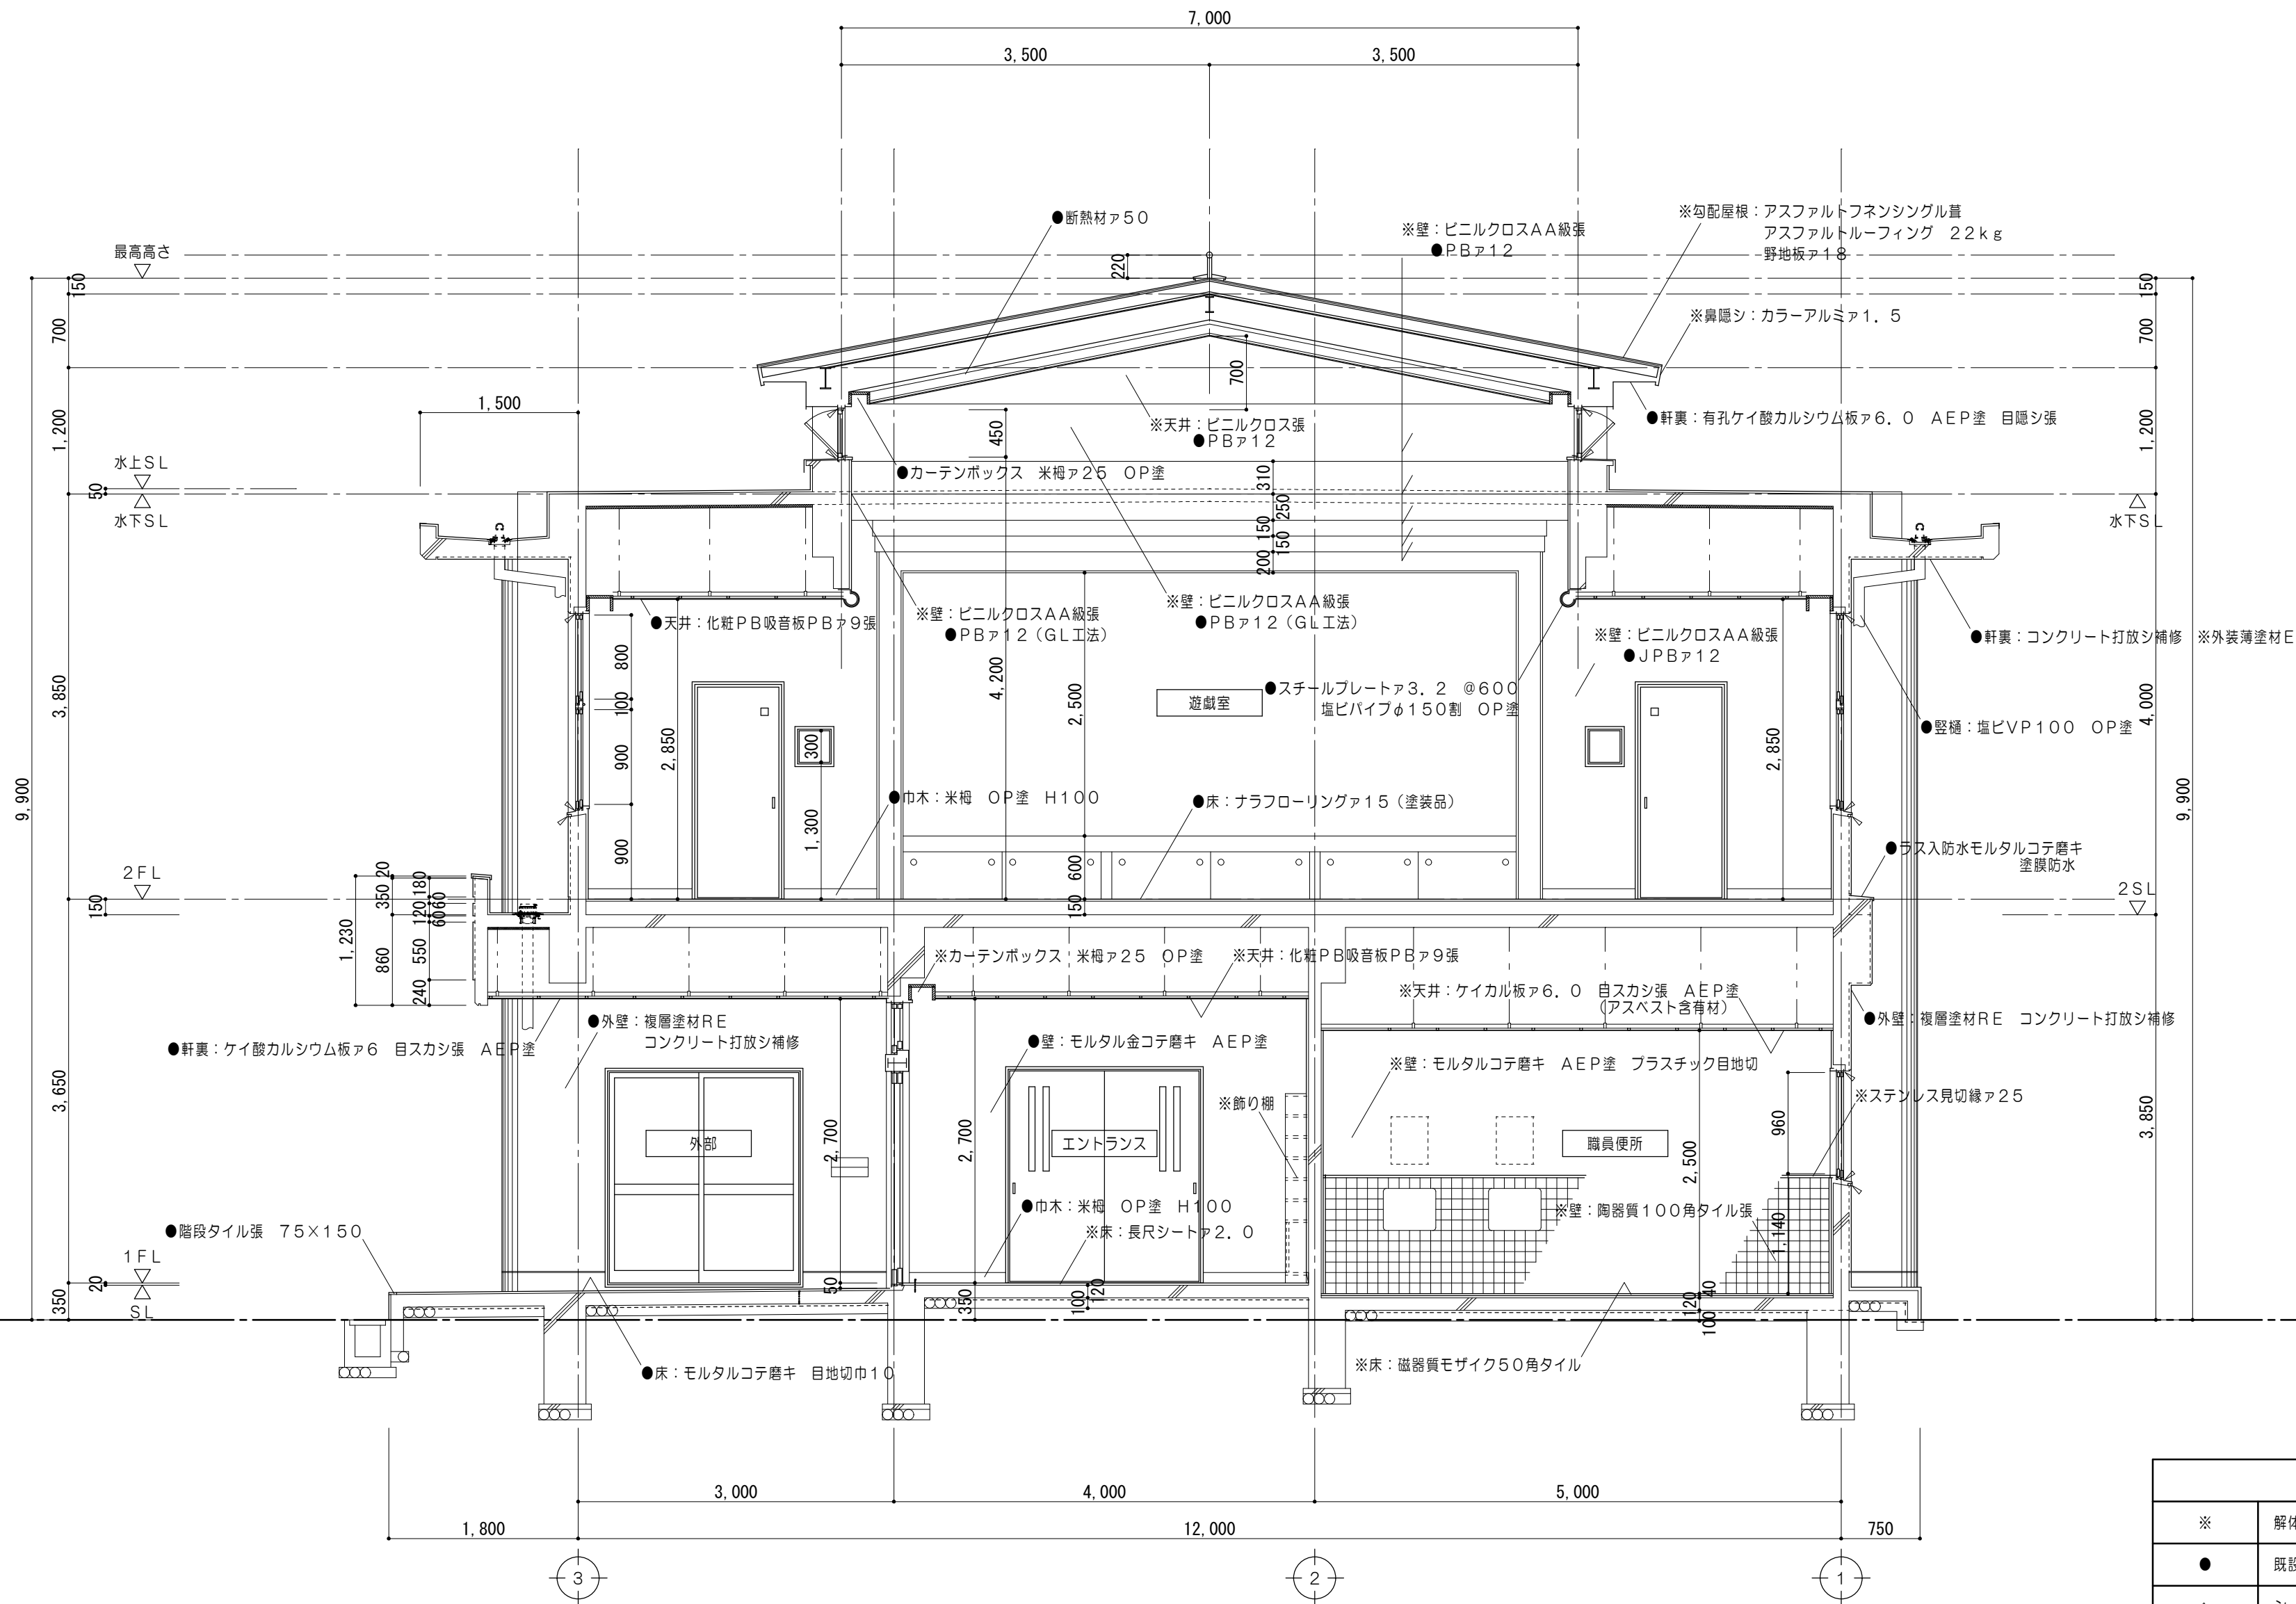 7,000
3,500
3,500
●断熱材ァ50
※壁：ビニルクロスAA級張
●PBァ12
※勾配屋根：アスファルトフネンシングル葺
アスファルトルーフィング 22kg
野地板ァ18
最高高さ
220
150
150
700
700
※鼻隠シ：カラーアルミァ1.5
700
1,500
1,200
1,200
●軒裏：有孔ケイ酸カルシウム板ァ6.0 AEP塗 目隠シ張
450
※天井：ビニルクロス張
●PBァ12
水上SL
●カーテンボックス 米栂ァ25 OP塗
310
50
水下SL
水下SL
250
150
150
200
※壁：ビニルクロスAA級張
●PBァ12（GL工法）
※壁：ビニルクロスAA級張
●PBァ12（GL工法）
●天井：化粧PB吸音板PBァ9張
※壁：ビニルクロスAA級張
●JPBァ12
●軒裏：コンクリート打放シ補修 ※外装薄塗材E
800
4,200
3,850
100
2,500
●スチールプレートァ3.2 @600
塩ビパイプφ150割 OP塗
遊戯室
4,000
2,850
2,850
●竪樋：塩ビVP100 OP塗
900
300
9,900
9,900
●巾木：米栂 OP塗 H100
●床：ナラフローリングァ15（塗装品）
1,300
900
●ラス入防水モルタルコテ磨キ
塗膜防水
600
2FL
20
350
180
60
120
60
150
150
2SL
1,230
860
550
240
※カーテンボックス 米栂ァ25 OP塗
※天井：化粧PB吸音板PBァ9張
※天井：ケイカル板ァ6.0 目スカシ張 AEP塗
（アスベスト含有材）
●外壁：複層塗材RE
コンクリート打放シ補修
●外壁：複層塗材RE コンクリート打放シ補修
●軒裏：ケイ酸カルシウム板ァ6 目スカシ張 AEP塗
●壁：モルタル金コテ磨キ AEP塗
※壁：モルタルコテ磨キ AEP塗 プラスチック目地切
3,650
※飾り棚
※ステンレス見切縁ァ25
960
3,850
外部
2,700
2,700
エントランス
職員便所
2,500
●巾木：米栂 OP塗 H100
※壁：陶器質100角タイル張
1,140
●階段タイル張 75×150
※床：長尺シートァ2.0
1FL
20
SL
350
50
350
100
120
120
40
100
●床：モルタルコテ磨キ 目地切巾10
※床：磁器質モザイク50角タイル
3,000
4,000
5,000
1,800
12,000
750
3
2
1
※
●